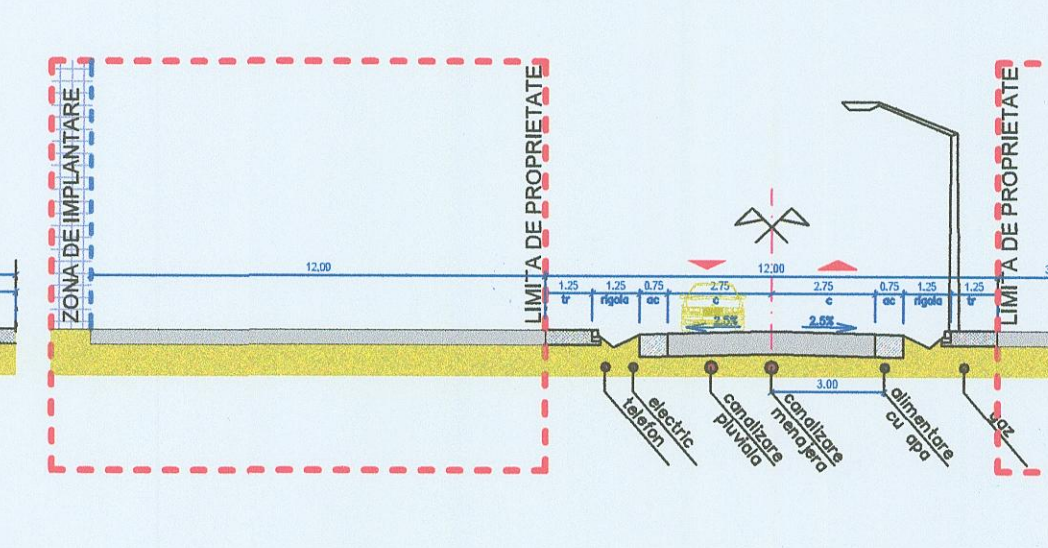 ZONA DE IMPLANTARE
LIMITA DE PROPRIETATE
LIMITA DE PROPRIETATE
12.00
12.00
1.25
1.25
0.75
2.75
2.75
0.75
1.25
1.25
tr
rigola
ac
c
c
ac
rigola
tr
2.5%
2.5%
3.00
telefon
electric
canalizare
pluviala
canalizare
menajera
alimentare
cu apa
gaz